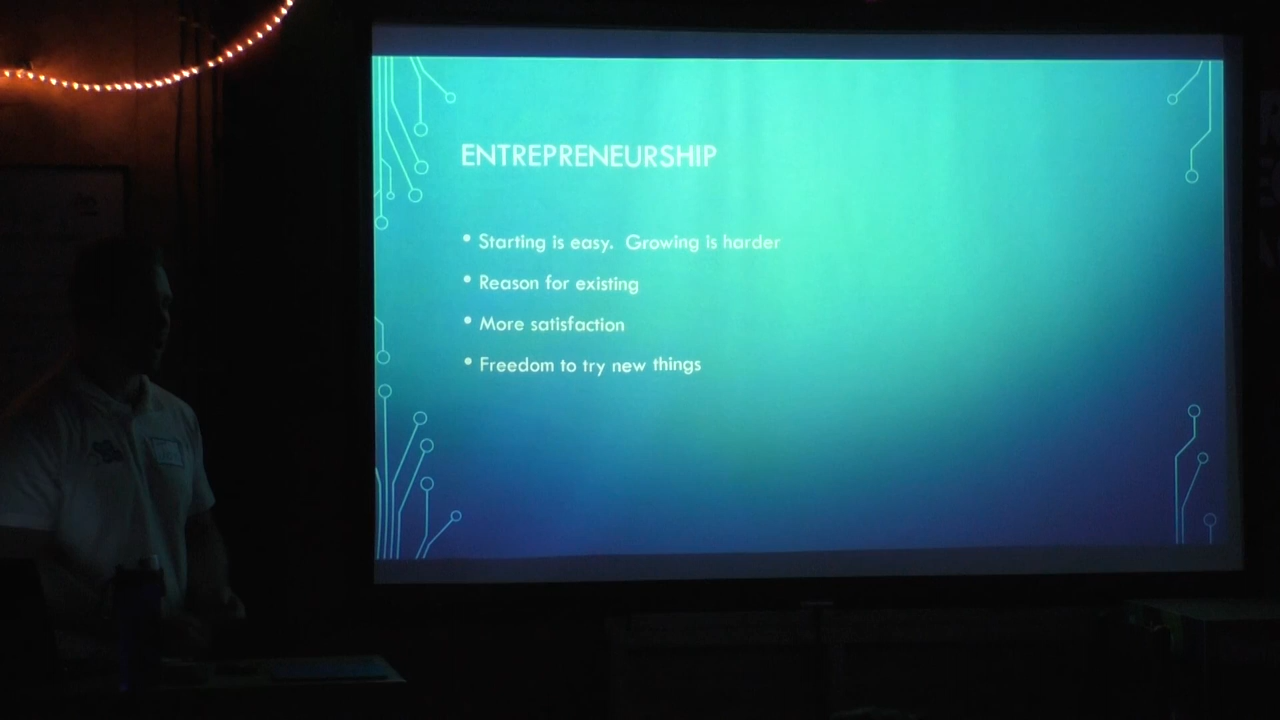 ENTREPRENEURSHIP
• Starting is easy.  Growing is harder
• Reason for existing
• More satisfaction
• Freedom to try new things